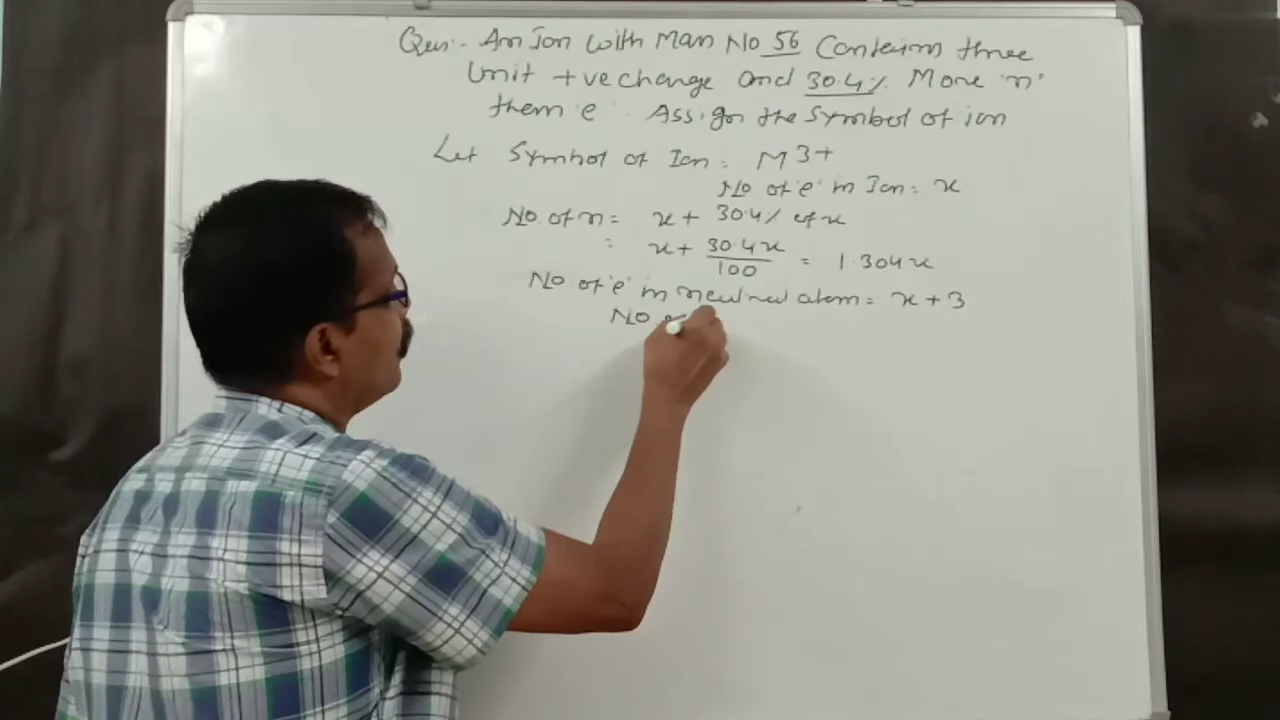 Ques:- An Ion with Mass No 56 Contains three
Unit +ve charge and 30.4% More 'n'
than e'. Assign the Symbol of ion
Let Symbol of Ion = M3+
No of 'e' in Ion = x
No. of n = x + 30.4% of x
= x + 30.4x/100 = 1.304x
No of 'e' in neutral atom = x + 3
No